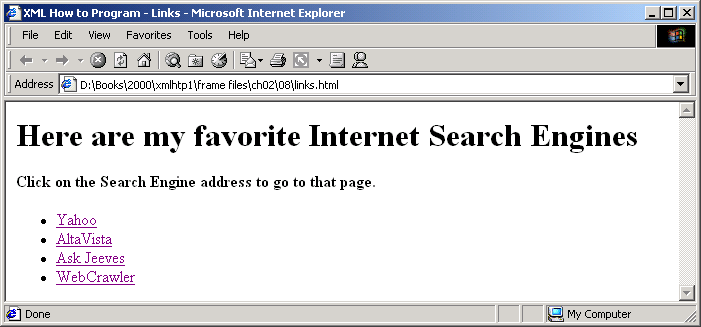 XML How to Program - Links - Microsoft Internet Explorer
File Edit View Favorites Tools Help
Address D:\Books\2000\xmlhtp1\frame files\ch02\08\links.html
Here are my favorite Internet Search Engines
Click on the Search Engine address to go to that page.
Yahoo
AltaVista
Ask Jeeves
WebCrawler
Done My Computer